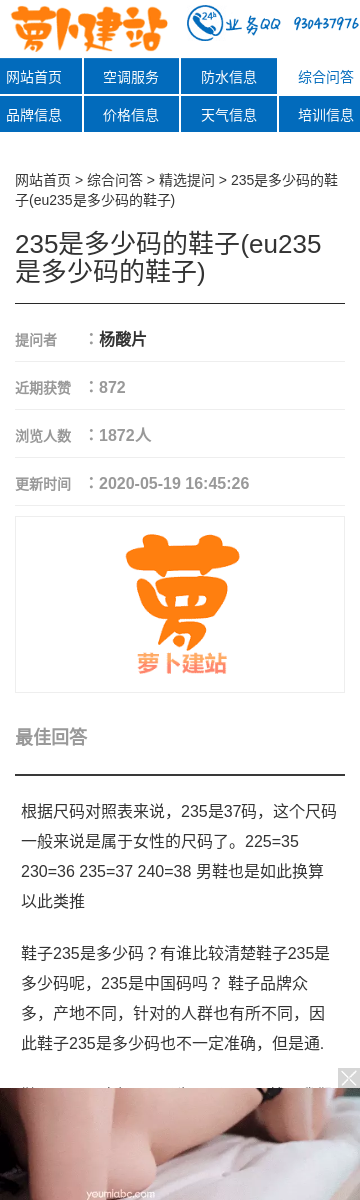 萝卜建站
24h
业务QQ 930437976
网站首页 空调服务 防水信息 综合问答
品牌信息 价格信息 天气信息 培训信息
网站首页 > 综合问答 > 精选提问 > 235是多少码的鞋
子(eu235是多少码的鞋子)
235是多少码的鞋子(eu235
是多少码的鞋子)
提问者 ：杨酸片
近期获赞 ：872
浏览人数 ：1872人
更新时间 ：2020-05-19 16:45:26
萝
萝卜建站
最佳回答
根据尺码对照表来说，235是37码，这个尺码
一般来说是属于女性的尺码了。225=35
230=36 235=37 240=38 男鞋也是如此换算
以此类推
鞋子235是多少码？有谁比较清楚鞋子235是
多少码呢，235是中国码吗？ 鞋子品牌众
多，产地不同，针对的人群也有所不同，因
此鞋子235是多少码也不一定准确，但是通.
youmiabc.com